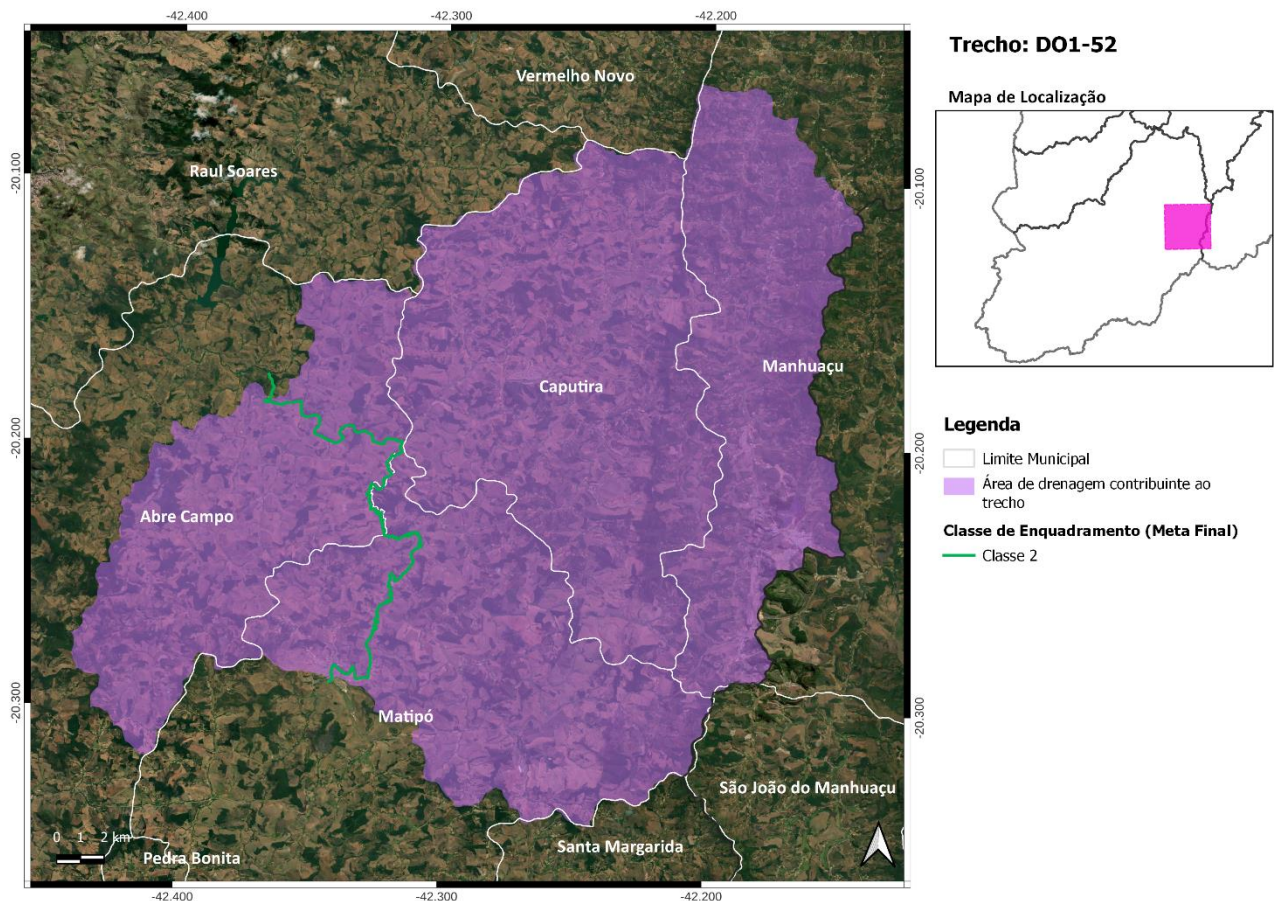 -42.400
-42.300
-42.200
Trecho: DO1-52
Vermelho Novo
Mapa de Localização
-20.100
Raul Soares
-20.100
Manhuaçu
Caputira
Legenda
-20.200
-20.200
Limite Municipal
Área de drenagem contribuinte ao
trecho
Abre Campo
Classe de Enquadramento (Meta Final)
Classe 2
-20.300
Matipó
-20.300
São João do Manhuaçu
0 1 2 km
Pedra Bonita
Santa Margarida
-42.400
-42.300
-42.200